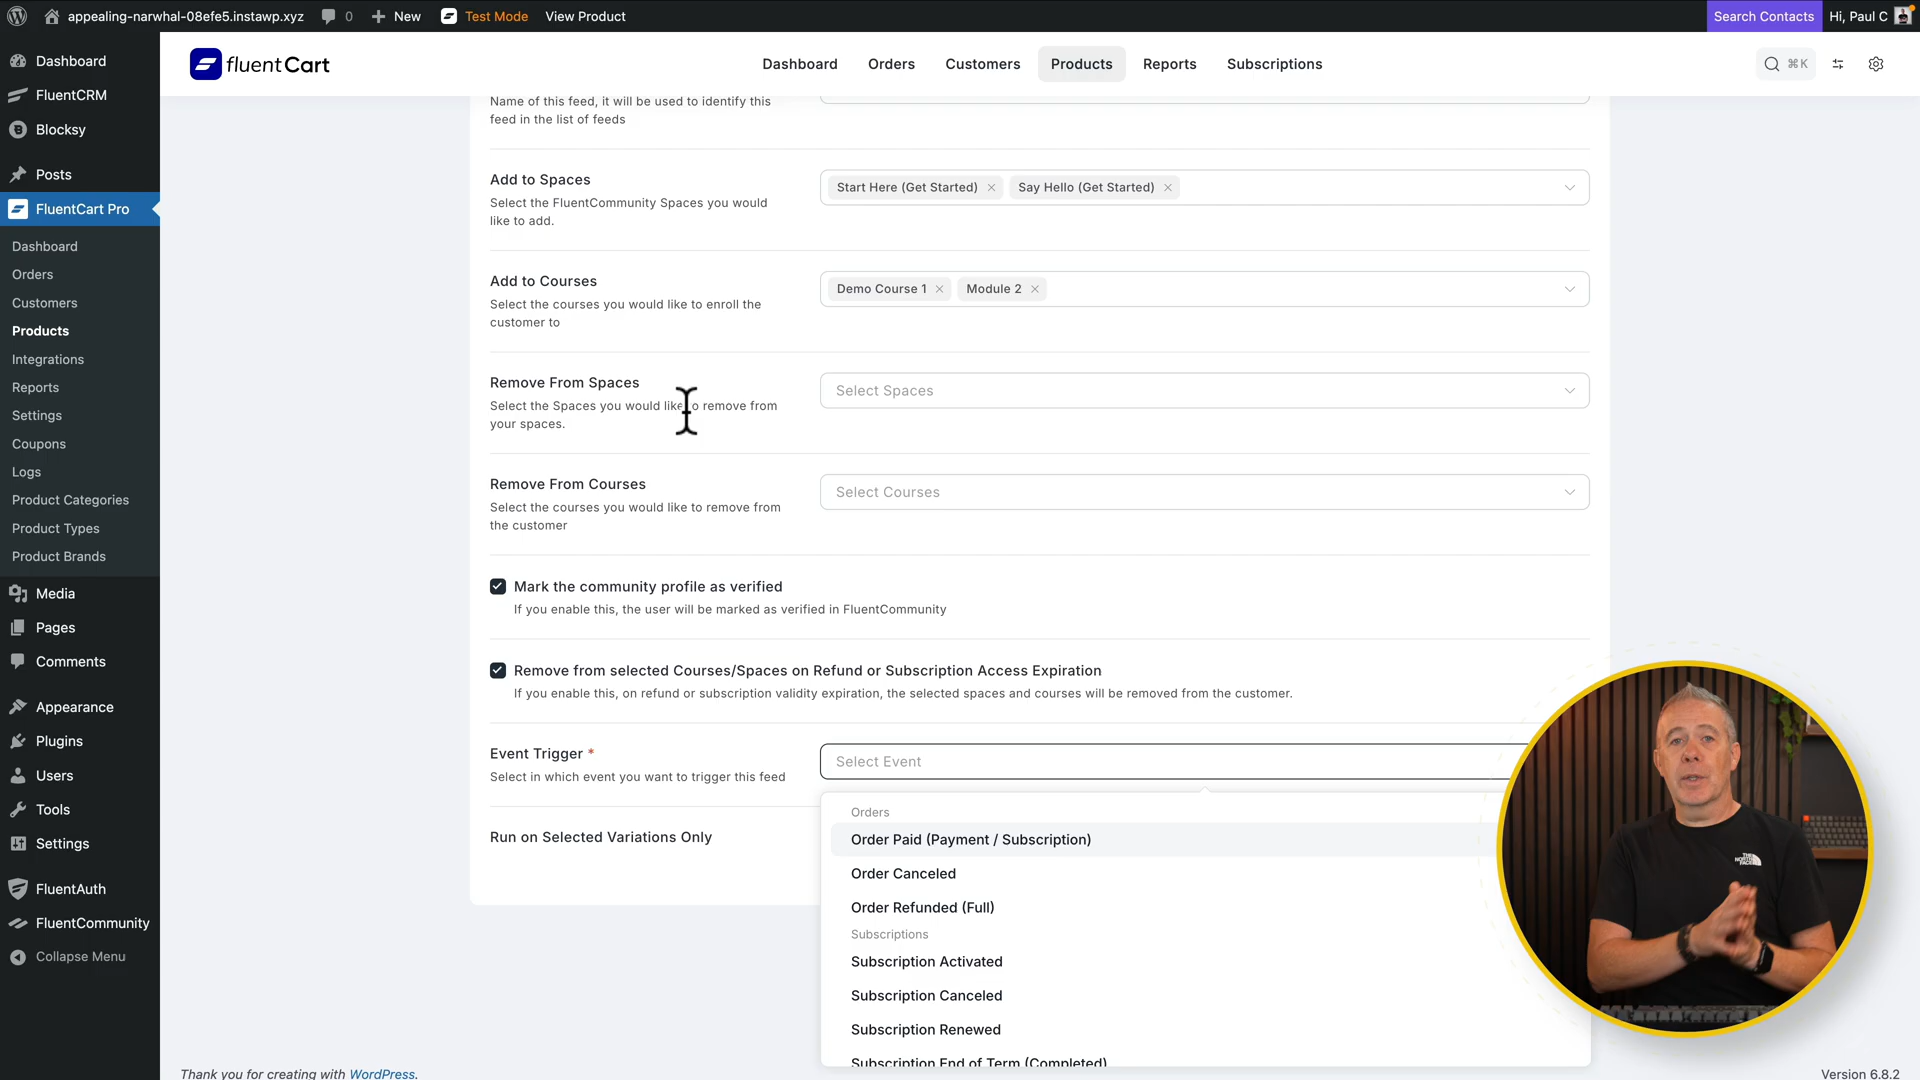 appealing-narwhal-08efe5.instawp.xyz
0
New
Test Mode
View Product
Search Contacts
Hi, Paul C
Dashboard
FluentCRM
Blocksy
Posts
FluentCart Pro
Dashboard
Orders
Customers
Products
Integrations
Reports
Settings
Coupons
Logs
Product Categories
Product Types
Product Brands
Media
Pages
Comments
Appearance
Plugins
Users
Tools
Settings
FluentAuth
FluentCommunity
Collapse Menu
fluentCart
Dashboard
Orders
Customers
Products
Reports
Subscriptions
⌘K
Name of this feed, it will be used to identify this
feed in the list of feeds
Add to Spaces
Select the FluentCommunity Spaces you would
like to add.
Start Here (Get Started)
Say Hello (Get Started)
Add to Courses
Select the courses you would like to enroll the
customer to
Demo Course 1
Module 2
Remove From Spaces
Select the Spaces you would like to remove from
your spaces.
Select Spaces
Remove From Courses
Select the courses you would like to remove from
the customer
Select Courses
Mark the community profile as verified
If you enable this, the user will be marked as verified in FluentCommunity
Remove from selected Courses/Spaces on Refund or Subscription Access Expiration
If you enable this, on refund or subscription validity expiration, the selected spaces and courses will be removed from the customer.
Event Trigger *
Select in which event you want to trigger this feed
Select Event
Orders
Order Paid (Payment / Subscription)
Order Canceled
Order Refunded (Full)
Subscriptions
Subscription Activated
Subscription Canceled
Subscription Renewed
Subscription End of Term (Completed)
Run on Selected Variations Only
THE NORTH FACE
Thank you for creating with WordPress.
Version 6.8.2